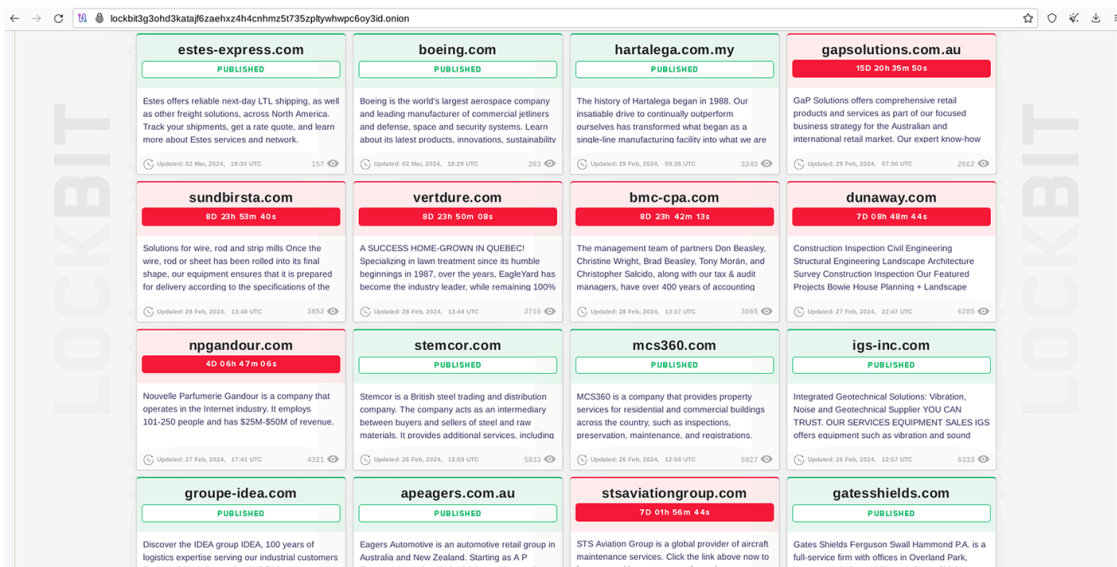 lockbit3g3ohd3katajf6zaehxz4h4cnhmz5t735zpltywhwpc6oy3id.onion
LOCKBIT
LOCKBIT
estes-express.com
PUBLISHED
Estes offers reliable next-day LTL shipping, as well
as other freight solutions, across North America.
Track your shipments, get a rate quote, and learn
more about Estes services and network.
Updated: 02 Mar, 2024, 18:30 UTC 157
boeing.com
PUBLISHED
Boeing is the world's largest aerospace company
and leading manufacturer of commercial jetliners
and defense, space and security systems. Learn
about its latest products, innovations, sustainability
Updated: 02 Mar, 2024, 18:29 UTC 263
hartalega.com.my
PUBLISHED
The history of Hartalega began in 1988. Our
insatiable drive to continually outperform
ourselves has transformed what began as a
single-line manufacturing facility into what we are
Updated: 29 Feb, 2024, 09:36 UTC 3240
gapsolutions.com.au
15D 20h 35m 50s
GaP Solutions offers comprehensive retail
products and services as part of our focused
business strategy for the Australian and
international retail market. Our expert know-how
Updated: 29 Feb, 2024, 07:30 UTC 2662
sundbirsta.com
8D 23h 53m 40s
Solutions for wire, rod and strip mills Once the
wire, rod or sheet has been rolled into its final
shape, our equipment ensures that it is prepared
for delivery according to the specifications of the
Updated: 28 Feb, 2024, 13:48 UTC 3852
vertdure.com
8D 23h 50m 08s
A SUCCESS HOME-GROWN IN QUEBEC!
Specializing in lawn treatment since its humble
beginnings in 1987, over the years, EagleYard has
become the industry leader, while remaining 100%
Updated: 28 Feb, 2024, 13:44 UTC 3716
bmc-cpa.com
8D 23h 42m 13s
The management team of partners Don Beasley,
Christine Wright, Brad Beasley, Tony Morán, and
Christopher Salcido, along with our tax & audit
managers, have over 400 years of accounting
Updated: 28 Feb, 2024, 13:37 UTC 3665
dunaway.com
7D 08h 48m 44s
Construction Inspection Civil Engineering
Structural Engineering Landscape Architecture
Survey Construction Inspection Our Featured
Projects Bowie House Planning + Landscape
Updated: 27 Feb, 2024, 22:47 UTC 6285
npgandour.com
4D 06h 47m 06s
Nouvelle Parfumerie Gandour is a company that
operates in the Internet industry. It employs
101-250 people and has $25M-$50M of revenue.
Updated: 27 Feb, 2024, 17:41 UTC 4321
stemcor.com
PUBLISHED
Stemcor is a British steel trading and distribution
company. The company acts as an intermediary
between buyers and sellers of steel and raw
materials. It provides additional services, including
Updated: 26 Feb, 2024, 12:59 UTC 5833
mcs360.com
PUBLISHED
MCS360 is a company that provides property
services for residential and commercial buildings
across the country, such as inspections,
preservation, maintenance, and registrations.
Updated: 26 Feb, 2024, 12:58 UTC 5827
igs-inc.com
PUBLISHED
Integrated Geotechnical Solutions: Vibration,
Noise and Geotechnical Supplier YOU CAN
TRUST. OUR SERVICES EQUIPMENT SALES IGS
offers equipment such as vibration and sound
Updated: 26 Feb, 2024, 12:57 UTC 6333
groupe-idea.com
PUBLISHED
Discover the IDEA group IDEA, 100 years of
logistics expertise serving our industrial customers
apeagers.com.au
PUBLISHED
Eagers Automotive is an automotive retail group in
Australia and New Zealand. Starting as A P
stsaviationgroup.com
7D 01h 56m 44s
STS Aviation Group is a global provider of aircraft
maintenance services. Click the link above now to
gatesshields.com
PUBLISHED
Gates Shields Ferguson Swall Hammond P.A. is a
full-service firm with offices in Overland Park,